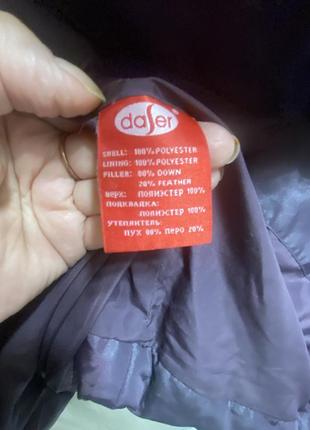 daser
SHELL: 100% POLYESTER
LINING: 100% POLYESTER
FILLER: 80% DOWN
20% FEATHER
ВЕРХ: ПОЛИЭСТЕР 100%
ПОДКЛАДКА:
ПОЛИЭСТЕР 100%
УТЕПЛИТЕЛЬ:
ПУХ 80% ПЕРО 20%